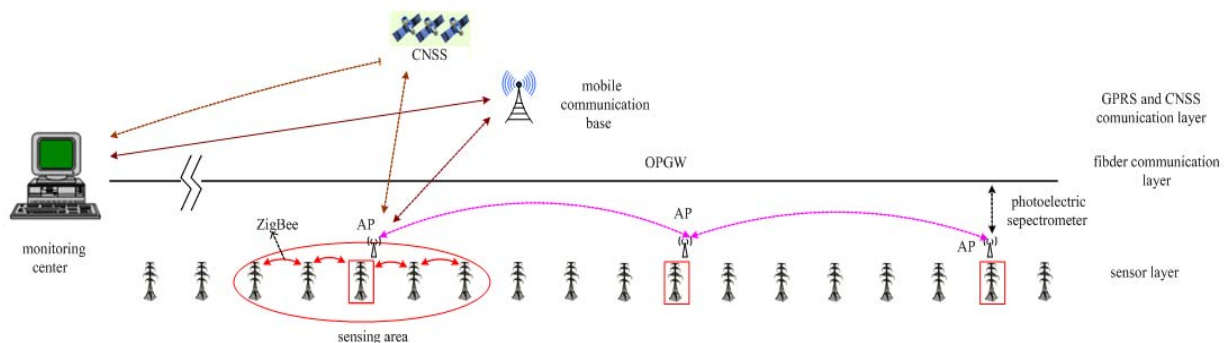 CNSS
mobile
communication
base
GPRS and CNSS
comunication layer
OPGW
fibder communication
layer
photoelectric
sepectrometer
ZigBee
AP
AP
AP
monitoring
center
sensor layer
sensing area